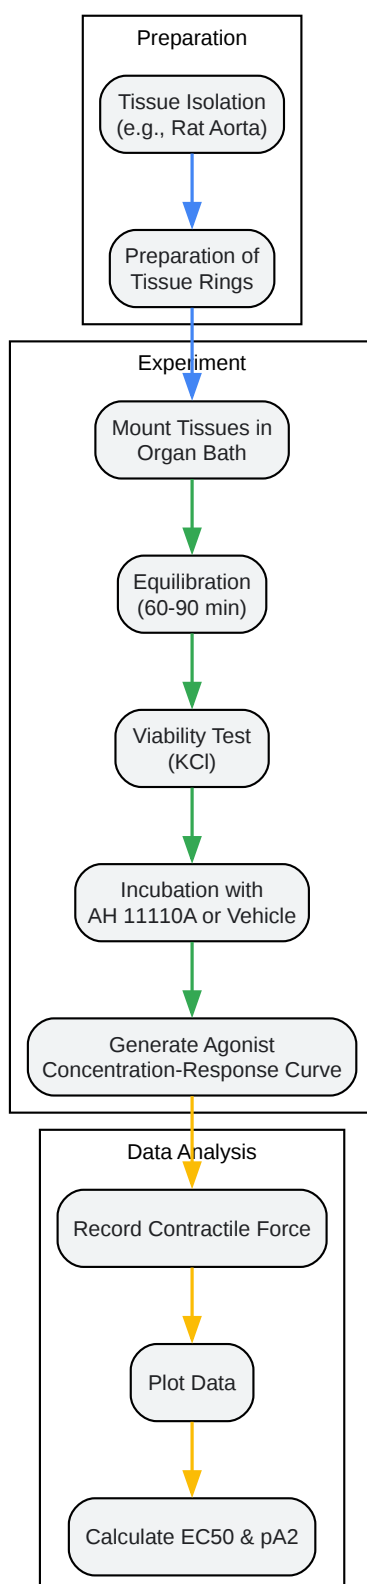 Preparation
Tissue Isolation
(e.g., Rat Aorta)
Preparation of
Tissue Rings
Experiment
Mount Tissues in
Organ Bath
Equilibration
(60-90 min)
Viability Test
(KCl)
Incubation with
AH 11110A or Vehicle
Generate Agonist
Concentration-Response Curve
Data Analysis
Record Contractile Force
Plot Data
Calculate EC50 & pA2